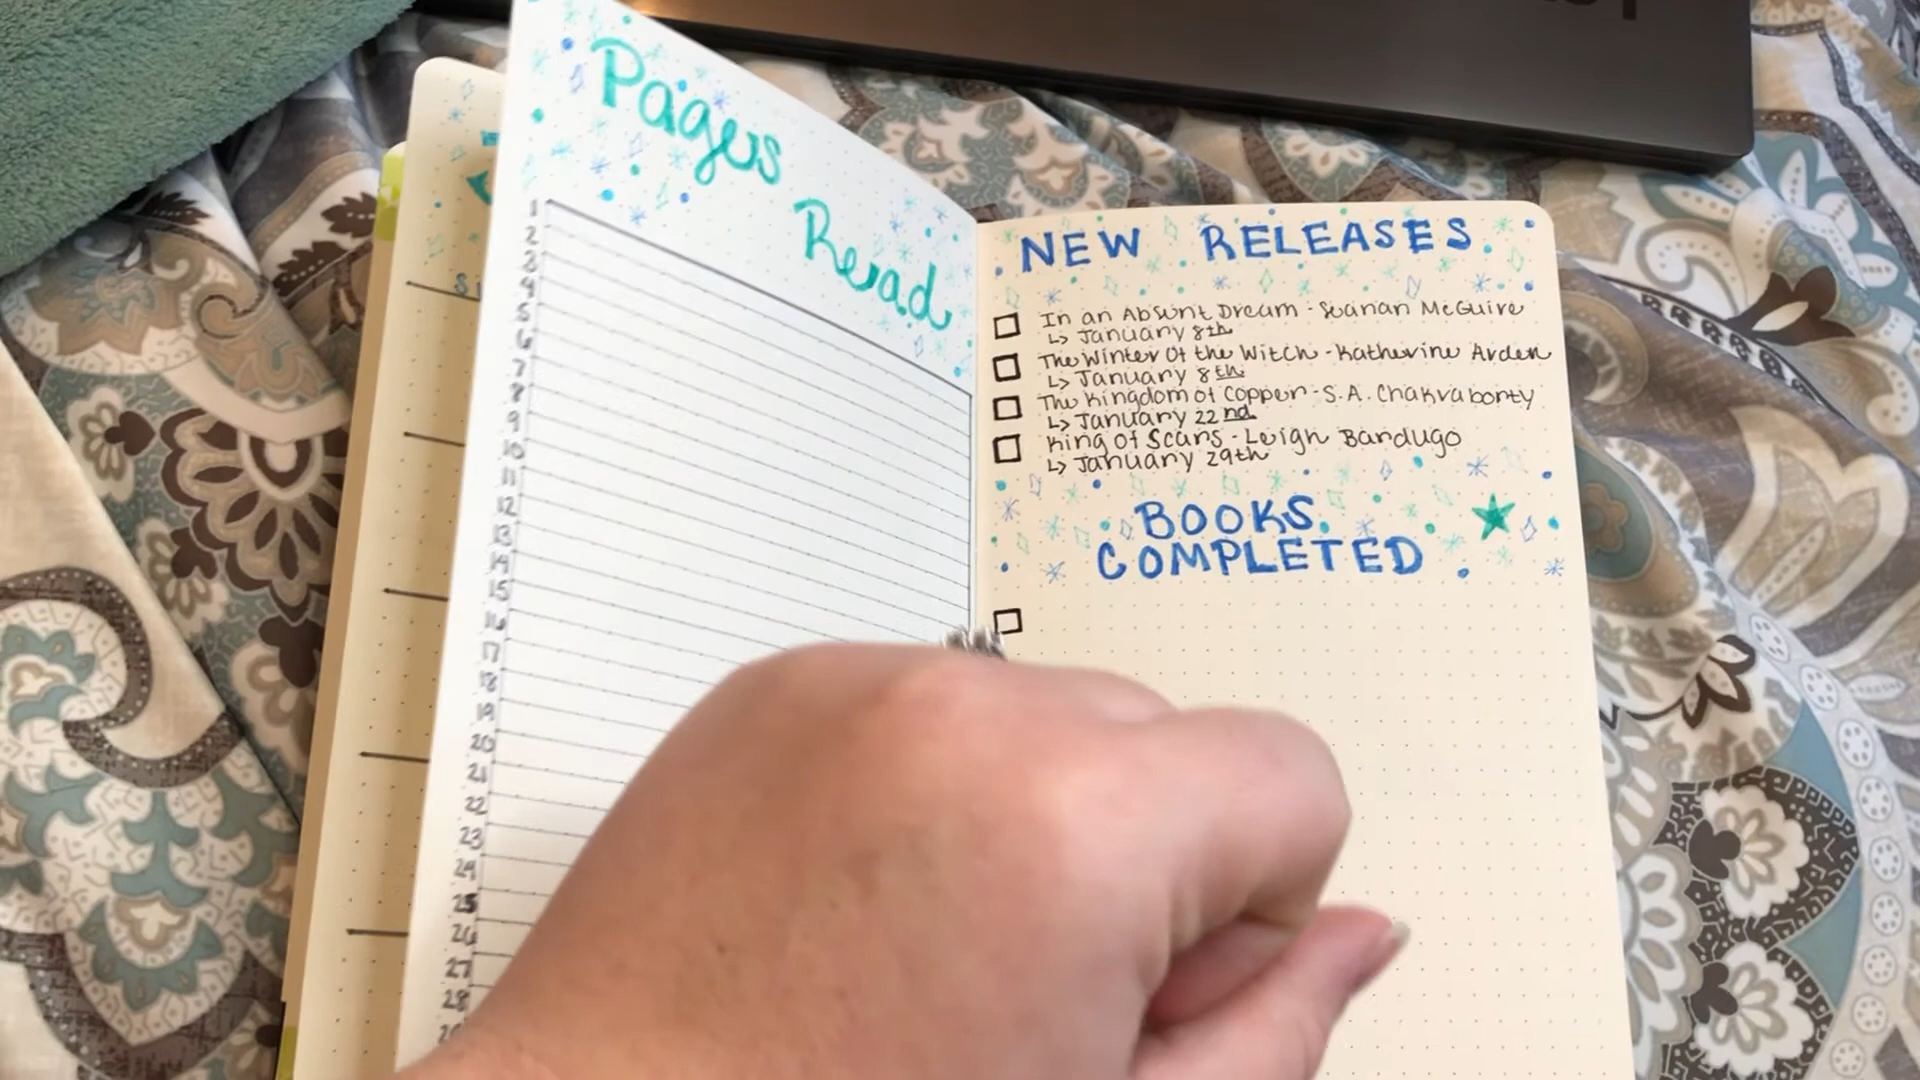 Pages
Read
1
2
3
4
5
6
7
8
9
10
11
12
13
14
15
16
17
18
19
20
21
22
23
24
25
26
27
28
NEW RELEASES
In an Absent Dream - Seanan McGuire
↳ January 8th
The Winter of the Witch - Katherine Arden
↳ January 8th
The Kingdom of Copper - S.A. Chakraborty
↳ January 22nd
King of Scars - Leigh Bardugo
↳ January 29th
BOOKS
COMPLETED